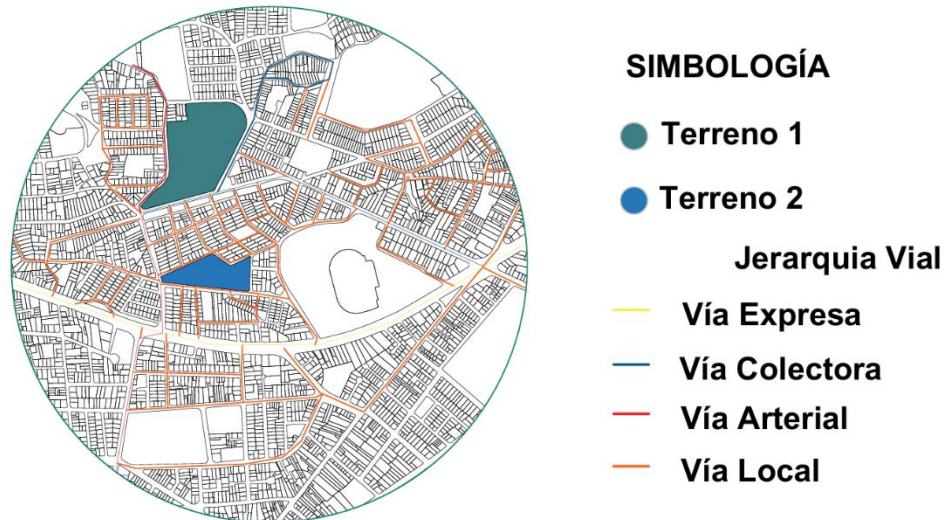 SIMBOLOGÍA
Terreno 1
Terreno 2
Jerarquia Vial
Vía Expresa
Vía Colectora
Vía Arterial
Vía Local